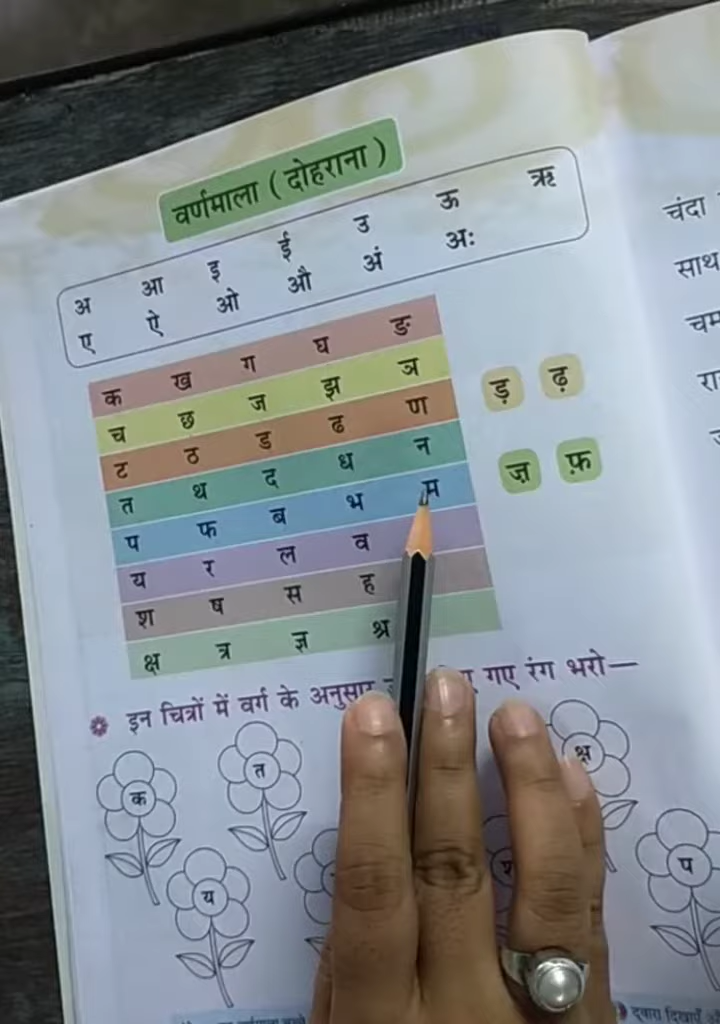 वर्णमाला ( दोहराना )
अ आ इ ई उ ऊ ऋ
ए ऐ ओ औ अं अः
क ख ग घ ङ
च छ ज झ ञ
ट ठ ड ढ ण
त थ द ध न
प फ ब भ म
य र ल व
श ष स ह
क्ष त्र ज्ञ श्र
ड़ ढ़
ज़ फ़
इन चित्रों में वर्ग के अनुसार गए रंग भरो—
क त क्ष
य प
चंदा
साथ